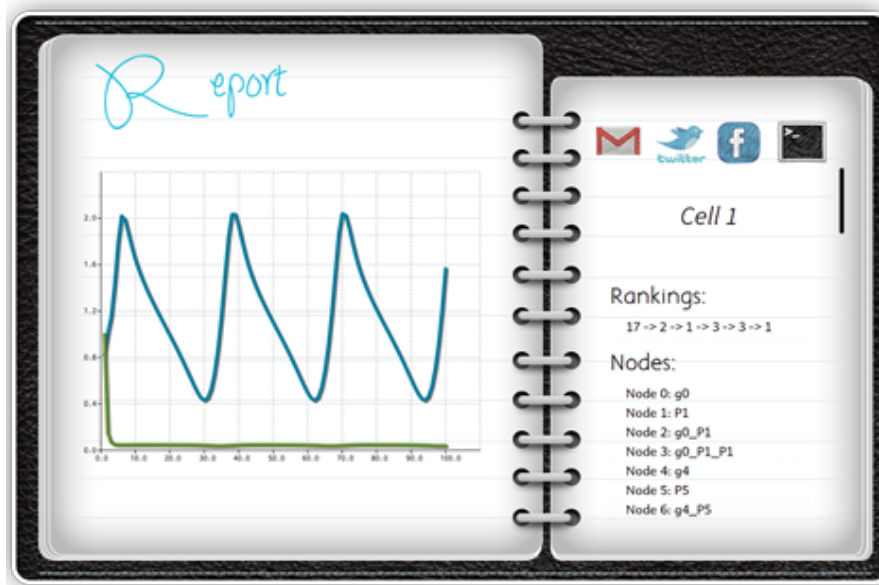 Report
2.0
1.6
1.2
0.8
0.4
0.0
0.0 10.0 20.0 30.0 40.0 50.0 60.0 70.0 80.0 90.0 100.0
twitter
f
>_
Cell 1
Rankings:
17 -> 2 -> 1 -> 3 -> 3 -> 1
Nodes:
Node 0: g0
Node 1: P1
Node 2: g0_P1
Node 3: g0_P1_P1
Node 4: g4
Node 5: P5
Node 6: g4_P5